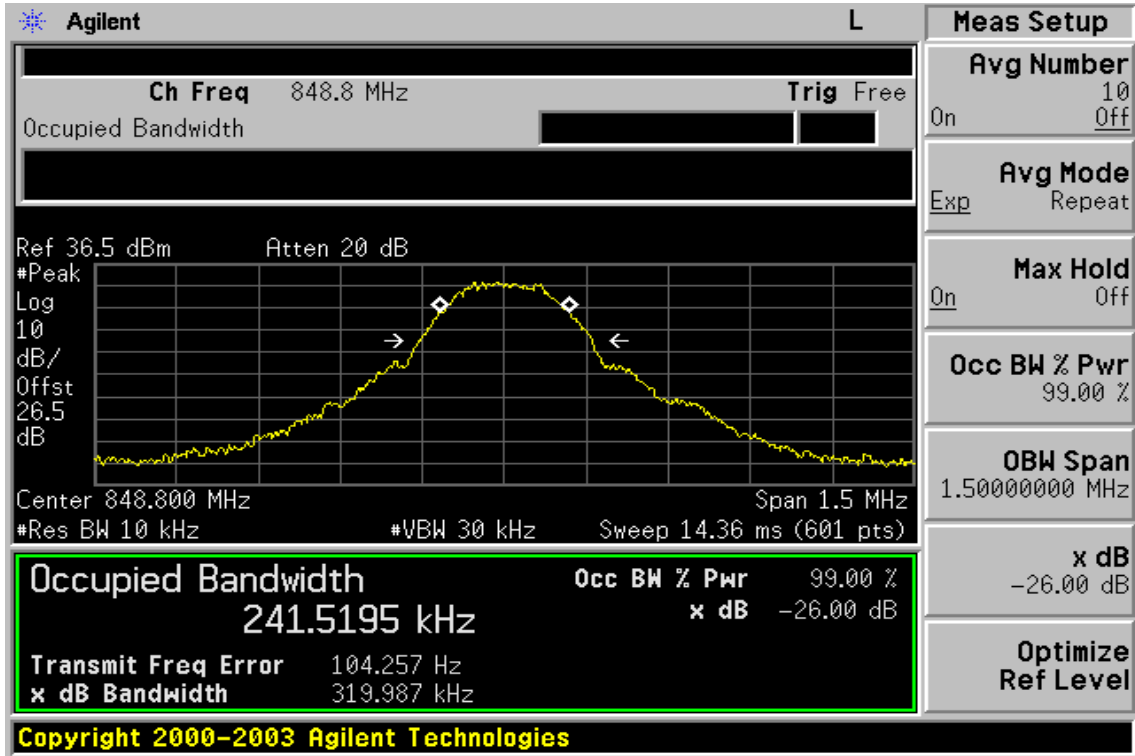 Agilent L
Ch Freq 848.8 MHz Trig Free
Occupied Bandwidth
Ref 36.5 dBm Atten 20 dB
#Peak
Log
10
dB/
Offst
26.5
dB
Center 848.800 MHz Span 1.5 MHz
#Res BW 10 kHz #VBW 30 kHz Sweep 14.36 ms (601 pts)
Occupied Bandwidth
241.5195 kHz
Occ BW % Pwr 99.00 %
x dB -26.00 dB
Transmit Freq Error 104.257 Hz
x dB Bandwidth 319.987 kHz
Copyright 2000-2003 Agilent Technologies
Meas Setup
Avg Number
10
On Off
Avg Mode
Exp Repeat
Max Hold
On Off
Occ BW % Pwr
99.00 %
OBW Span
1.50000000 MHz
x dB
-26.00 dB
Optimize
Ref Level